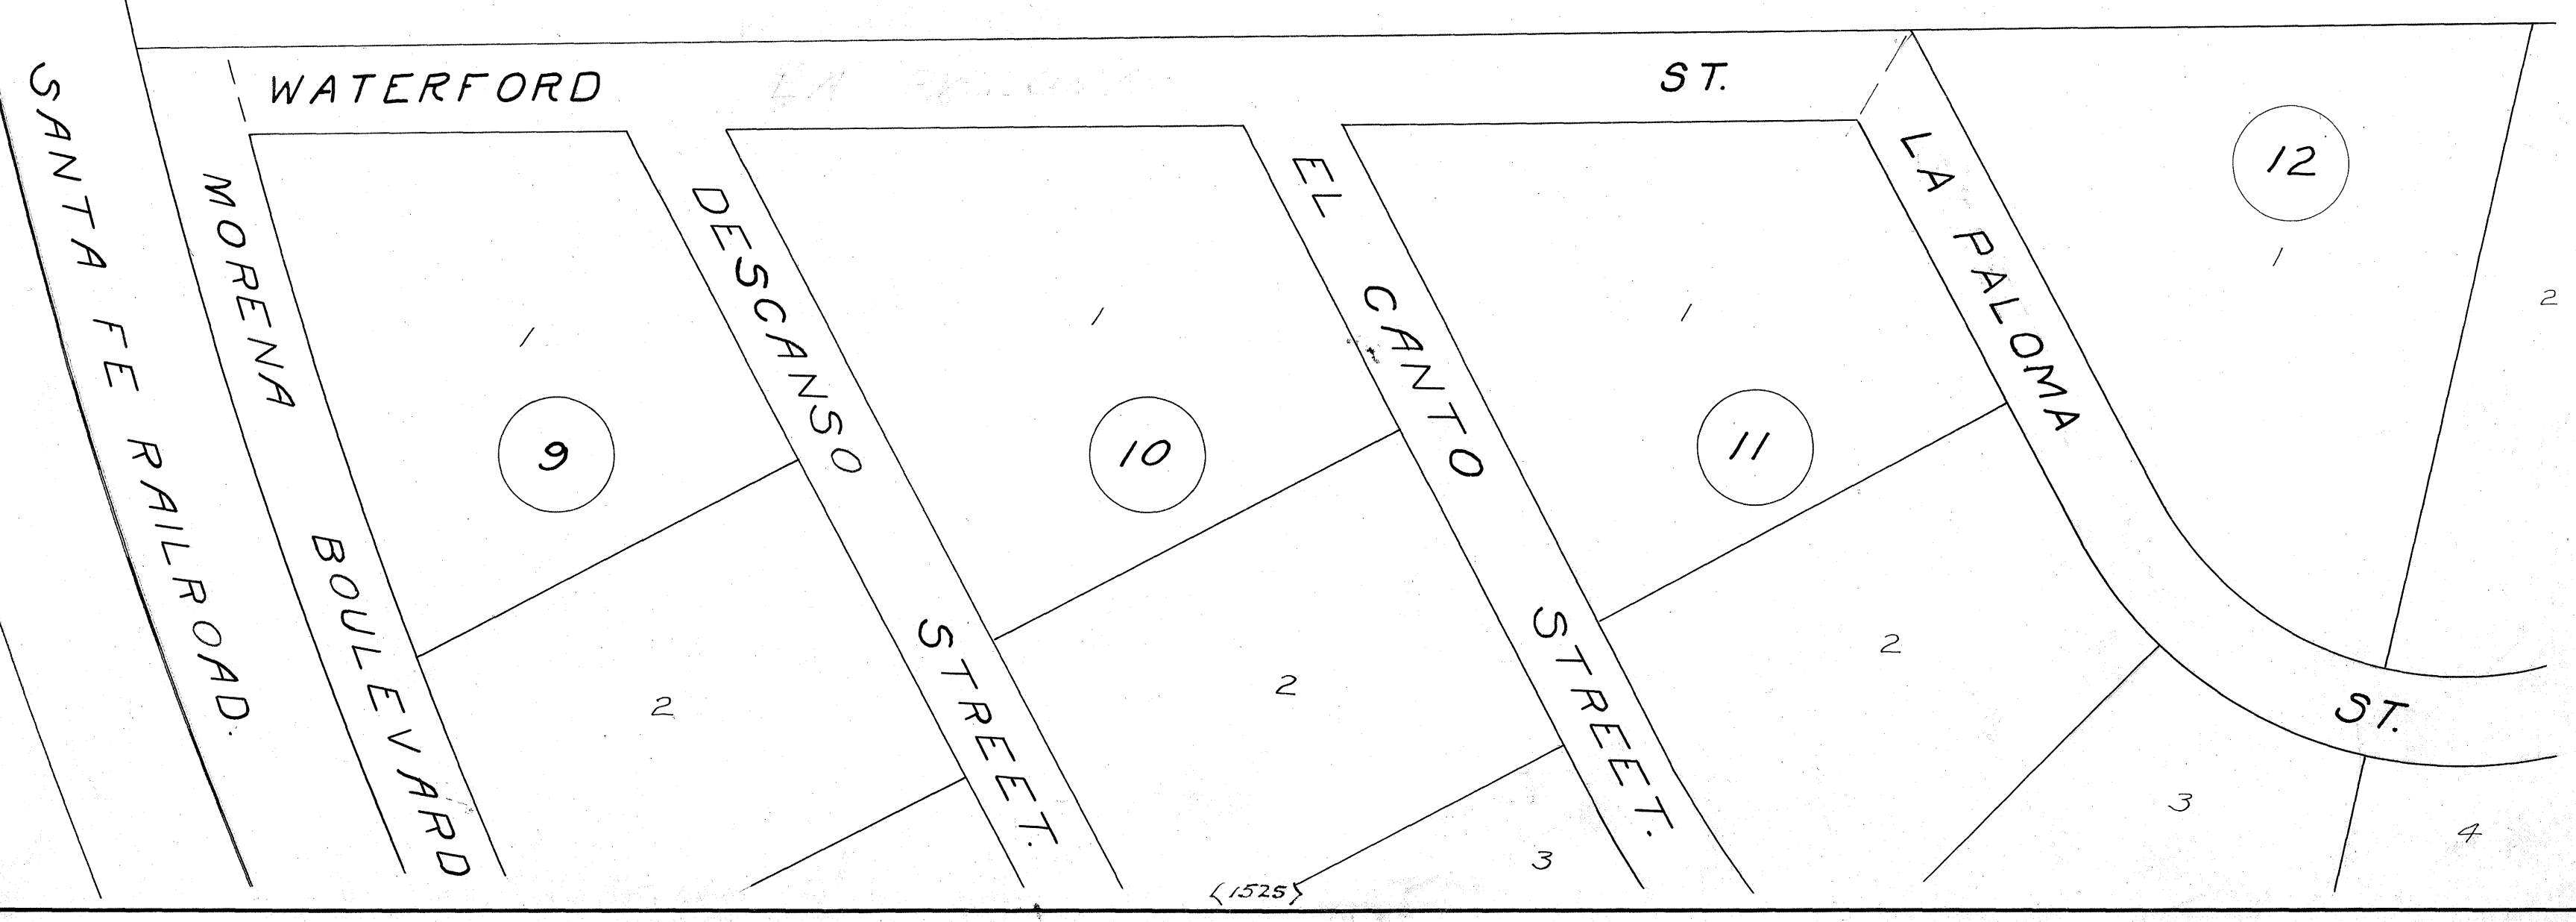 WATERFORD ST.
SANTA FE RAILROAD.
MORENA BOULEVARD
DESCANSO STREET.
EL CANTO STREET.
LA PALOMA ST.
12
1
2
1
9
2
1
10
2
3
1
11
2
3
4
(1525)